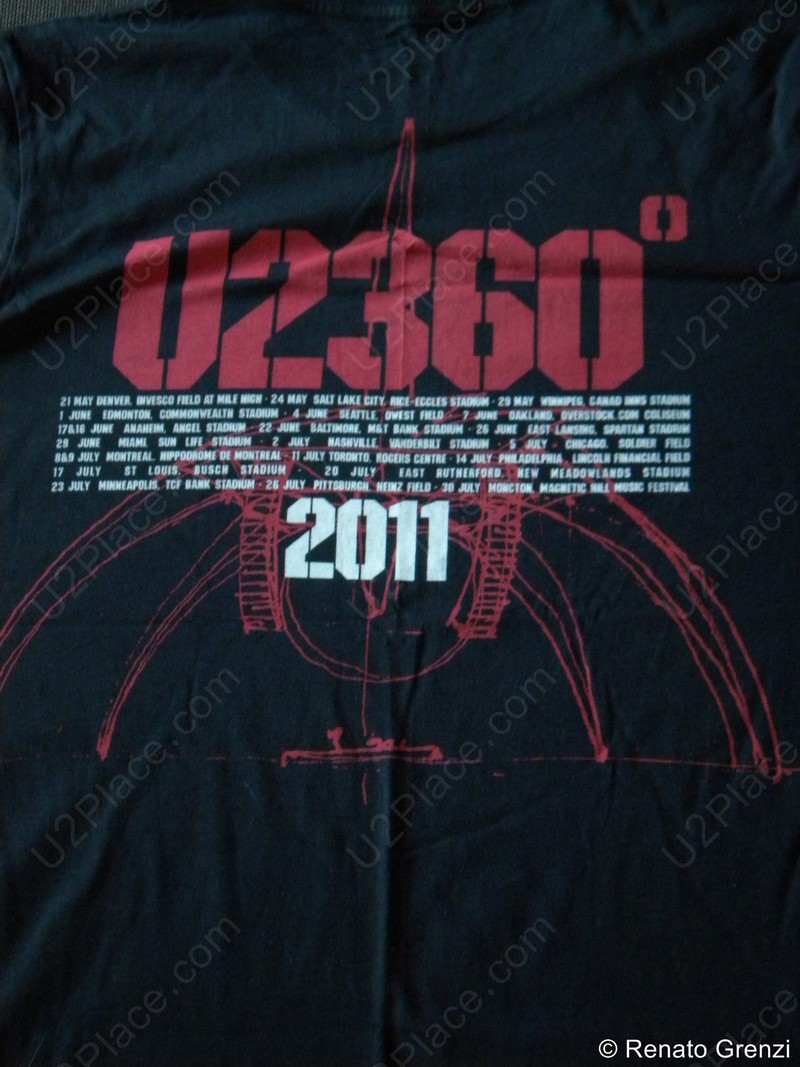 U2360°
21 MAY DENVER, INVESCO FIELD AT MILE HIGH · 24 MAY SALT LAKE CITY, RICE-ECCLES STADIUM · 29 MAY WINNIPEG, CANAD INNS STADIUM
1 JUNE EDMONTON, COMMONWEALTH STADIUM · 4 JUNE SEATTLE, QWEST FIELD · 7 JUNE OAKLAND, OVERSTOCK.COM COLISEUM
17&18 JUNE ANAHEIM, ANGEL STADIUM · 22 JUNE BALTIMORE, M&T BANK STADIUM · 26 JUNE EAST LANSING, SPARTAN STADIUM
29 JUNE MIAMI, SUN LIFE STADIUM · 2 JULY NASHVILLE, VANDERBILT STADIUM · 5 JULY CHICAGO, SOLDIER FIELD
8&9 JULY MONTREAL, HIPPODROME DE MONTREAL · 11 JULY TORONTO, ROGERS CENTRE · 14 JULY PHILADELPHIA, LINCOLN FINANCIAL FIELD
17 JULY ST LOUIS, BUSCH STADIUM · 20 JULY EAST RUTHERFORD, NEW MEADOWLANDS STADIUM
23 JULY MINNEAPOLIS, TCF BANK STADIUM · 26 JULY PITTSBURGH, HEINZ FIELD · 30 JULY MONCTON, MAGNETIC HILL MUSIC FESTIVAL
2011
U2Place.com
© Renato Grenzi